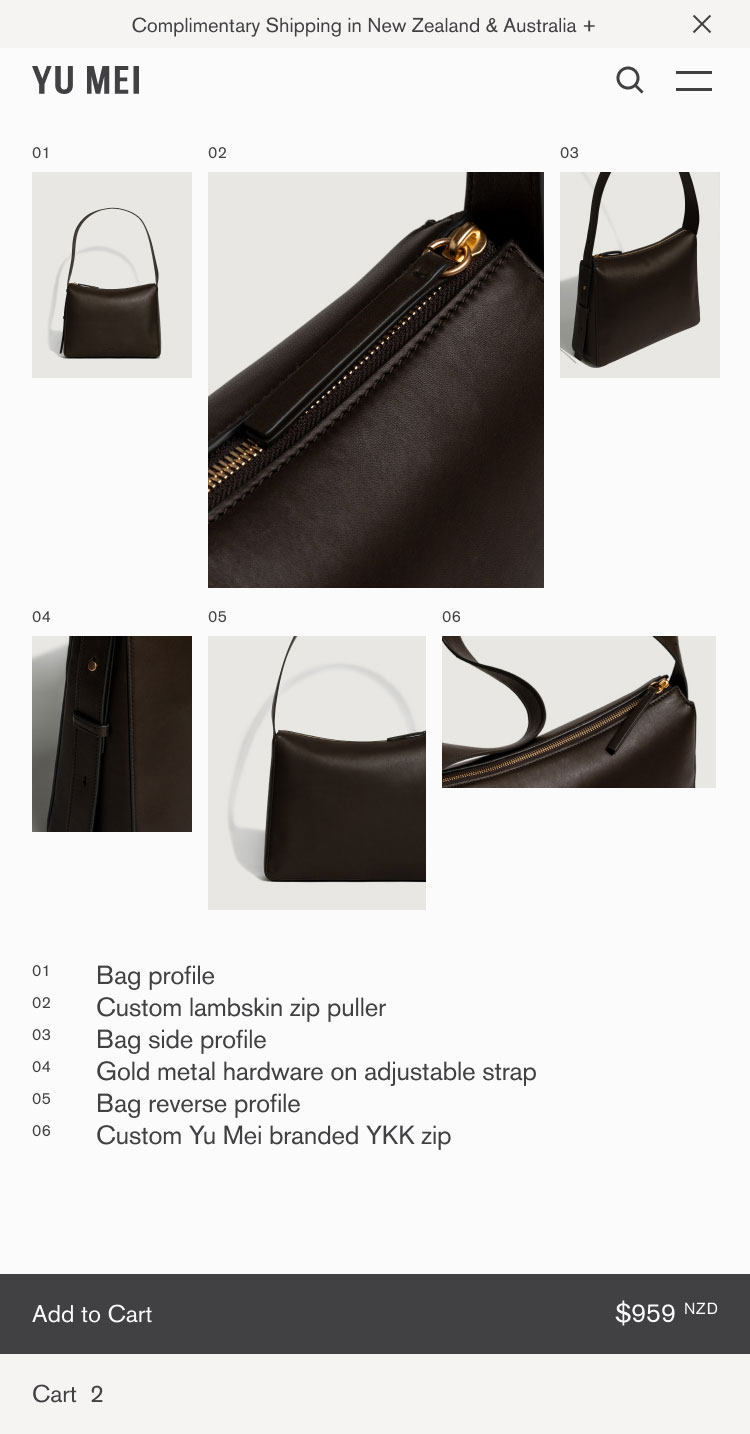 Complimentary Shipping in New Zealand & Australia +
YU MEI
01
02
03
04
05
06
01 Bag profile
02 Custom lambskin zip puller
03 Bag side profile
04 Gold metal hardware on adjustable strap
05 Bag reverse profile
06 Custom Yu Mei branded YKK zip
Add to Cart $959 NZD
Cart 2